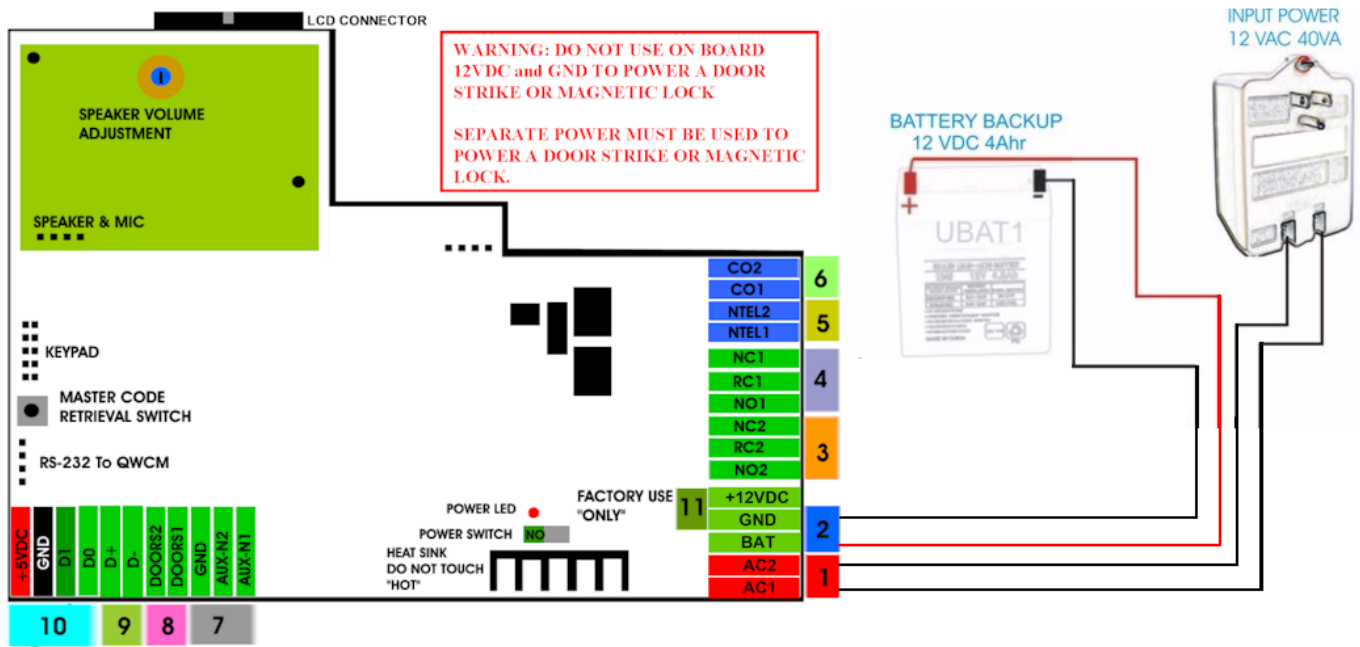 LCD CONNECTOR
SPEAKER VOLUME
ADJUSTMENT
SPEAKER & MIC
WARNING: DO NOT USE ON BOARD
12VDC and GND TO POWER A DOOR
STRIKE OR MAGNETIC LOCK
SEPARATE POWER MUST BE USED TO
POWER A DOOR STRIKE OR MAGNETIC
LOCK.
INPUT POWER
12 VAC 40VA
BATTERY BACKUP
12 VDC 4Ahr
+
UBAT1
KEYPAD
MASTER CODE
RETRIEVAL SWITCH
RS-232 To QWCM
CO2
CO1
6
NTEL2
NTEL1
5
NC1
RC1
NO1
4
NC2
RC2
NO2
3
FACTORY USE
"ONLY"
11
+12VDC
GND
BAT
2
AC2
AC1
1
POWER LED
POWER SWITCH
NO
HEAT SINK
DO NOT TOUCH
"HOT"
+5VDC
GND
D1
D0
D+
D-
DOORS2
DOORS1
GND
AUX-N2
AUX-N1
10
9
8
7